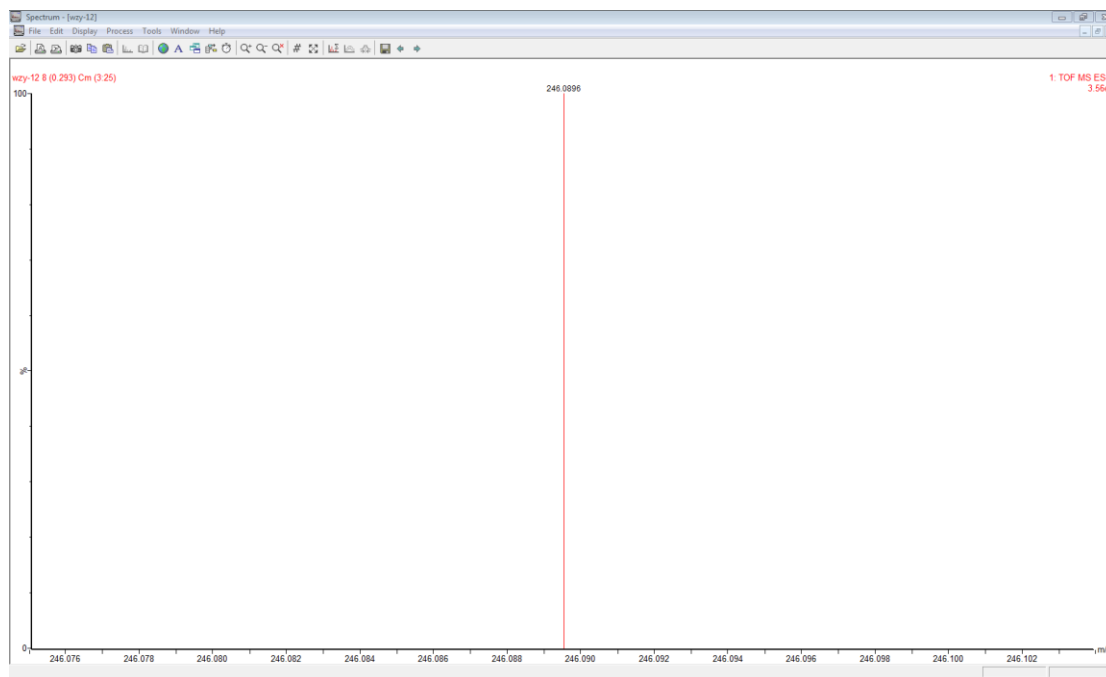 Spectrum - [wzy-12]
File Edit Display Process Tools Window Help
wzy-12 8 (0.293) Cm (3:25)
1: TOF MS ES
3.56
246.0896
100
%
0
246.076 246.078 246.080 246.082 246.084 246.086 246.088 246.090 246.092 246.094 246.096 246.098 246.100 246.102